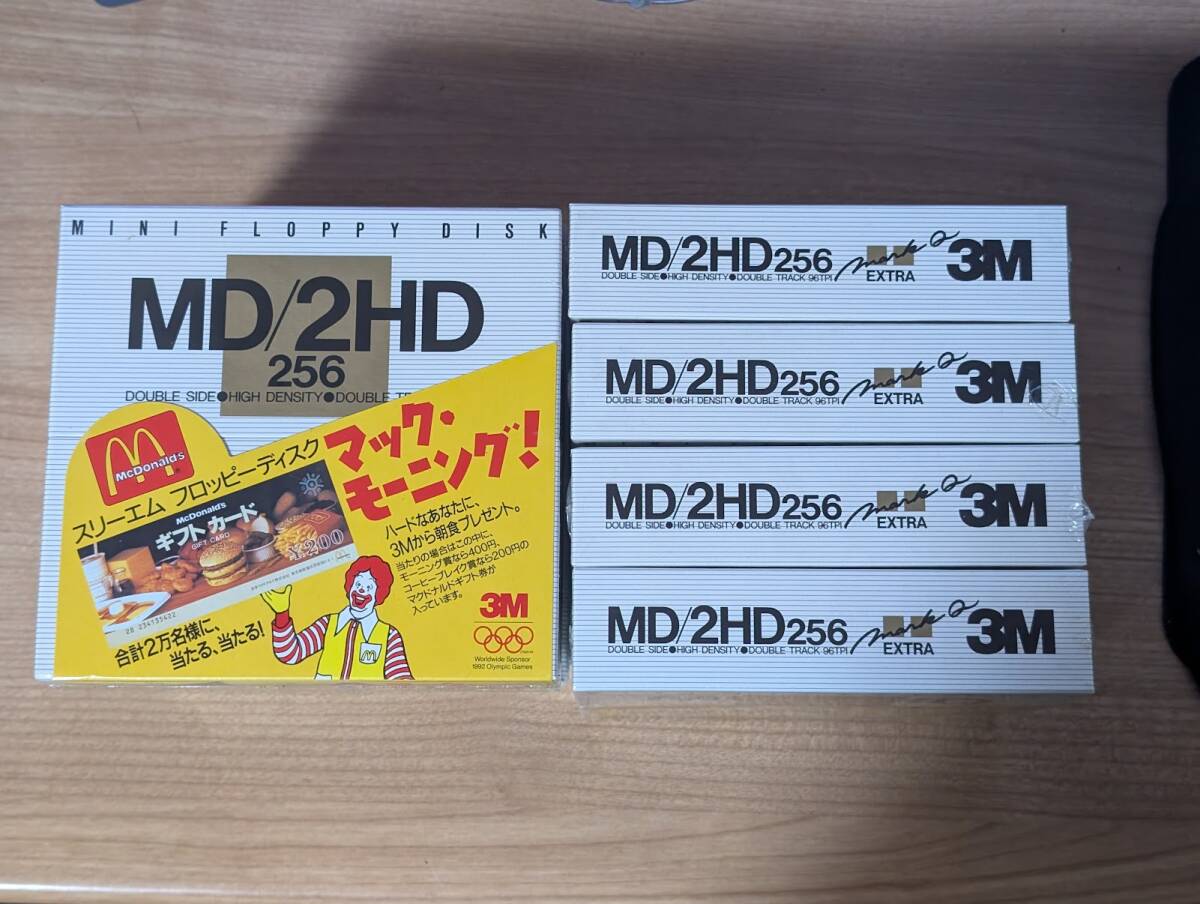 MINI FLOPPY DISK
MD/2HD
256
DOUBLE SIDE●HIGH DENSITY●DOUBLE
McDonald's
スリーエム フロッピーディスク
マック、
モーニング!
McDonald's
ギフトカード
GIFT CARD
¥200
28 234135422
ハードなあなたに、
3Mから朝食プレゼント。
当たりの場合はこの中に、
モーニング賞なら400円、
コーヒーブレイク賞なら200円の
マクドナルドギフト券が
入っています。
合計2万名様に、
当たる、当たる!
3M
Worldwide Sponsor
1992 Olympic Games
MD/2HD256 mark Q EXTRA 3M
DOUBLE SIDE●HIGH DENSITY●DOUBLE TRACK 96TPI
MD/2HD256 mark Q EXTRA 3M
DOUBLE SIDE●HIGH DENSITY●DOUBLE TRACK 96TPI
MD/2HD256 mark Q EXTRA 3M
DOUBLE SIDE●HIGH DENSITY●DOUBLE TRACK 96TPI
MD/2HD256 mark Q EXTRA 3M
DOUBLE SIDE●HIGH DENSITY●DOUBLE TRACK 96TPI